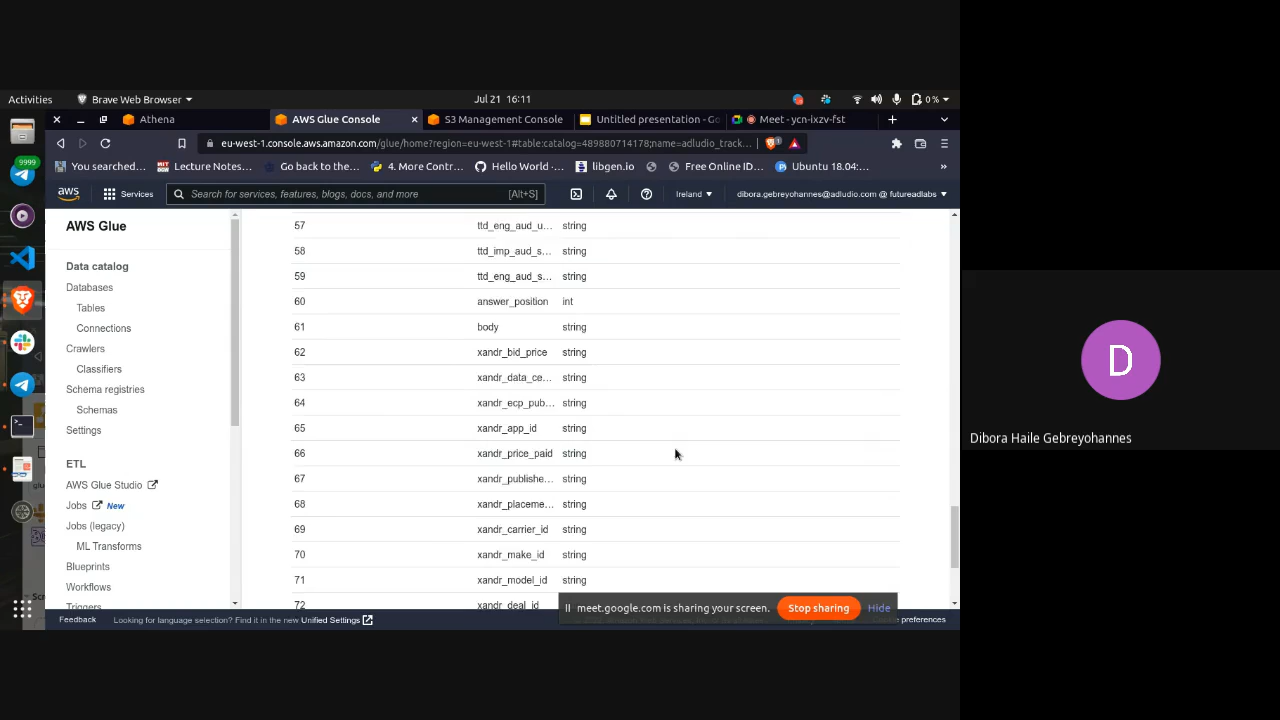 Activities
Brave Web Browser
Jul 21 16:11
0 %
Athena
AWS Glue Console
S3 Management Console
Untitled presentation - Go
Meet - ycn-ixzv-fst
eu-west-1.console.aws.amazon.com/glue/home?region=eu-west-1#table:catalog=489880714178;name=adludio_track...
1
9999
You searched...
MIT
Lecture Notes...
Go back to the...
4. More Contr...
Hello World ·...
libgen.io
Free Online ID...
Ubuntu 18.04:...
»
aws
Services
Search for services, features, blogs, docs, and more
[Alt+S]
Ireland
dibora.gebreyohannes@adludio.com @ futureadlabs
AWS Glue
Data catalog
Databases
Tables
Connections
Crawlers
Classifiers
Schema registries
Schemas
Settings
ETL
AWS Glue Studio
Jobs New
Jobs (legacy)
ML Transforms
Blueprints
Workflows
Triggers
57 ttd_eng_aud_u... string
58 ttd_imp_aud_s... string
59 ttd_eng_aud_s... string
60 answer_position int
61 body string
62 xandr_bid_price string
63 xandr_data_ce... string
64 xandr_ecp_pub... string
65 xandr_app_id string
66 xandr_price_paid string
67 xandr_publishe... string
68 xandr_placeme... string
69 xandr_carrier_id string
70 xandr_make_id string
71 xandr_model_id string
72 xandr_deal_id string
meet.google.com is sharing your screen.
Stop sharing
Hide
Feedback
Looking for language selection? Find it in the new Unified Settings
preferences
D
Dibora Haile Gebreyohannes